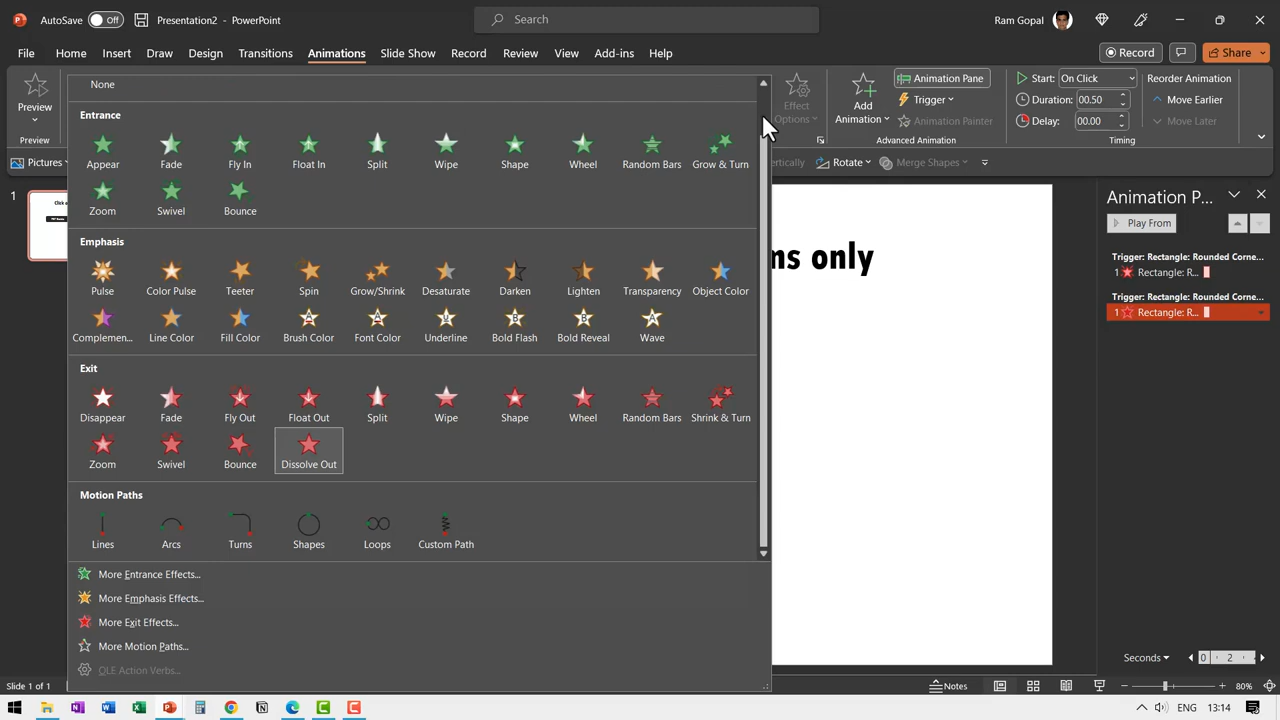 AutoSave Off Presentation2 - PowerPoint Search Ram Gopal
File Home Insert Draw Design Transitions Animations Slide Show Record Review View Add-ins Help Record Share
Preview
Preview
None
Effect
Options
Add
Animation
Animation Pane
Trigger
Animation Painter
Advanced Animation
Start: On Click
Duration: 00.50
Delay: 00.00
Timing
Reorder Animation
Move Earlier
Move Later
Pictures
Rotate
Merge Shapes
Entrance
Appear Fade Fly In Float In Split Wipe Shape Wheel Random Bars Grow & Turn
Zoom Swivel Bounce
Emphasis
Pulse Color Pulse Teeter Spin Grow/Shrink Desaturate Darken Lighten Transparency Object Color
Complemen... Line Color Fill Color Brush Color Font Color Underline Bold Flash Bold Reveal Wave
Exit
Disappear Fade Fly Out Float Out Split Wipe Shape Wheel Random Bars Shrink & Turn
Zoom Swivel Bounce Dissolve Out
Motion Paths
Lines Arcs Turns Shapes Loops Custom Path
More Entrance Effects...
More Emphasis Effects...
More Exit Effects...
More Motion Paths...
OLE Action Verbs...
1
ms only
Animation P...
Play From
Trigger: Rectangle: Rounded Corne...
1 Rectangle: R...
Trigger: Rectangle: Rounded Corne...
1 Rectangle: R...
Seconds 0 2
Slide 1 of 1 Notes 80%
ENG 13:14